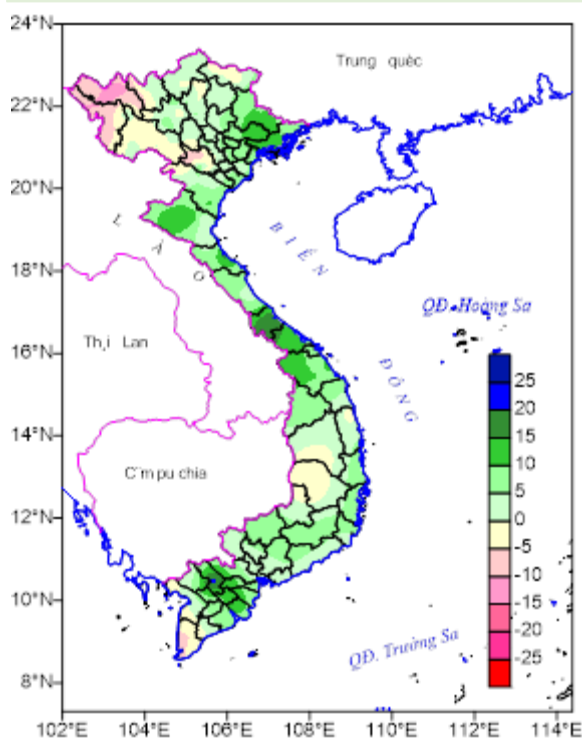 24°N
22°N
20°N
18°N
16°N
14°N
12°N
10°N
8°N
Trung quèc
LÀO
BIỂN
ĐÔNG
QĐ. Hoàng Sa
Th¸i Lan
C¨m pu chia
QĐ. Trường Sa
25
20
15
10
5
0
-5
-10
-15
-20
-25
102°E
104°E
106°E
108°E
110°E
112°E
114°E